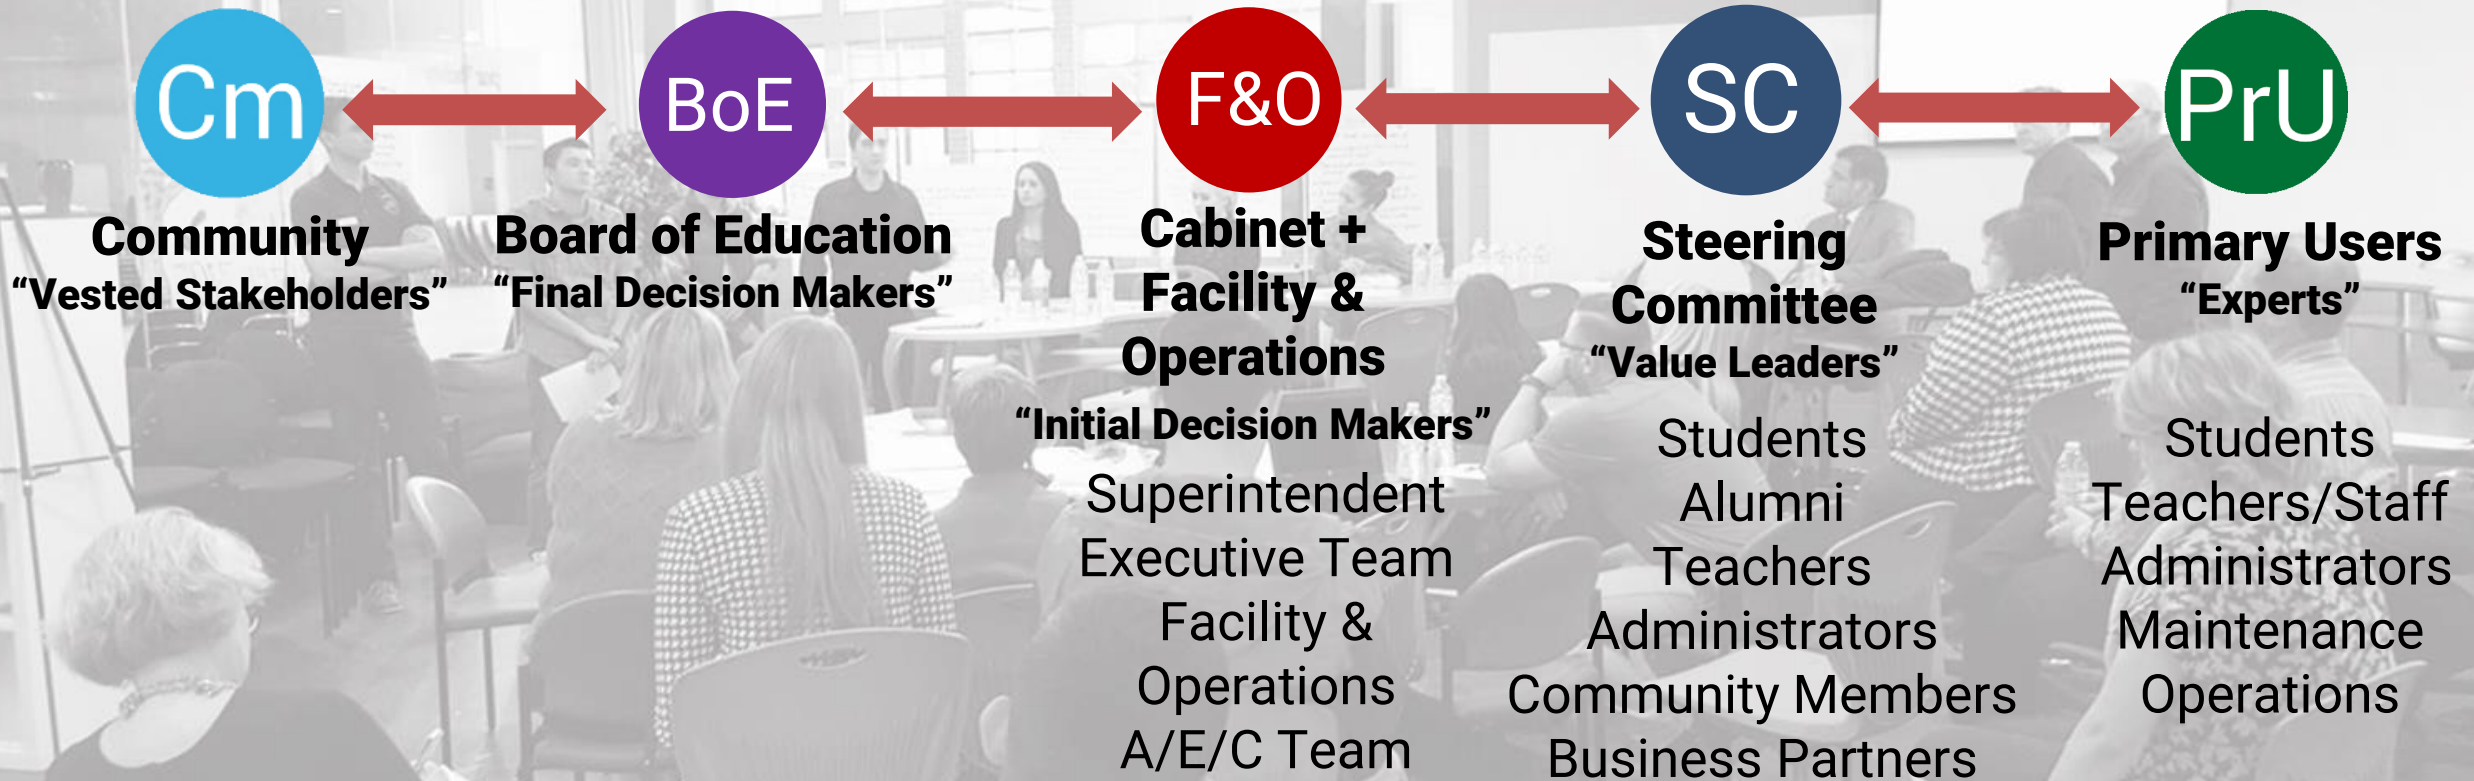 Cm
BoE
F&O
SC
PrU
Community
“Vested Stakeholders”
Board of Education
“Final Decision Makers”
Cabinet +
Facility &
Operations
“Initial Decision Makers”
Superintendent
Executive Team
Facility &
Operations
A/E/C Team
Steering
Committee
“Value Leaders”
Students
Alumni
Teachers
Administrators
Community Members
Business Partners
Primary Users
“Experts”
Students
Teachers/Staff
Administrators
Maintenance
Operations